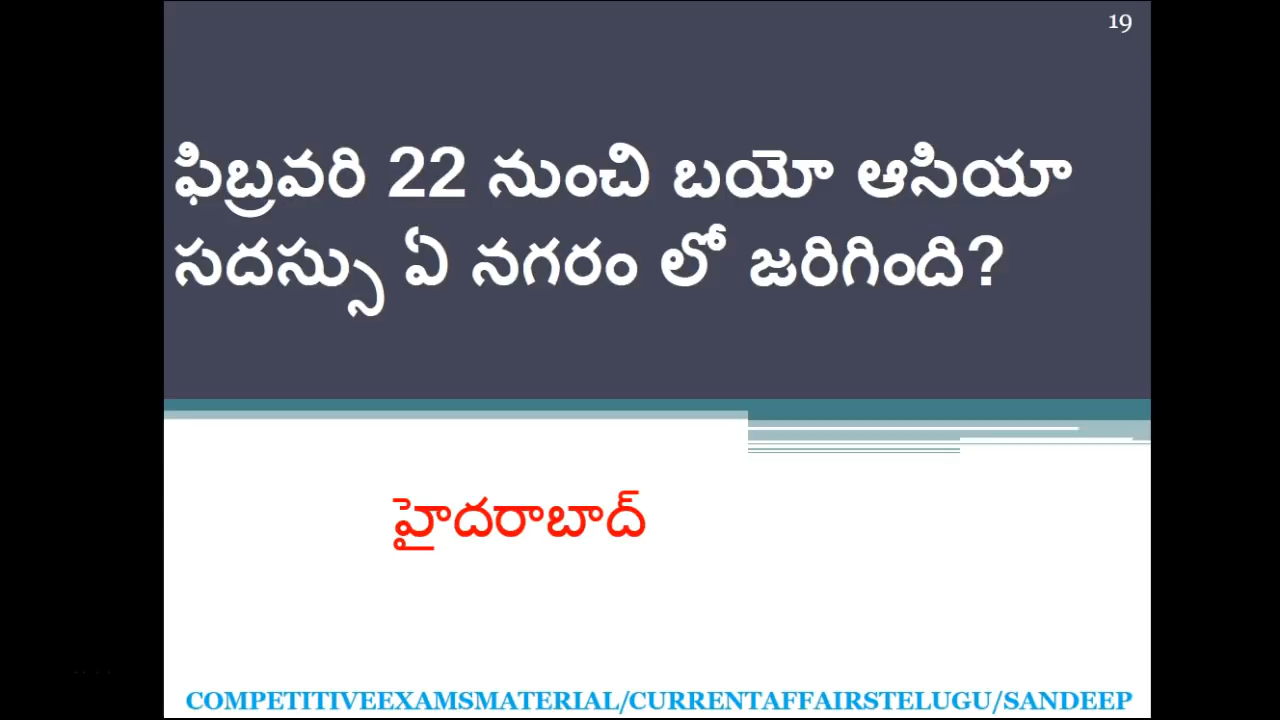 19
ఫిబ్రవరి 22 నుంచి బయో ఆసియా
సదస్సు ఏ నగరం లో జరిగింది?
హైదరాబాద్
COMPETITIVEEXAMSMATERIAL/CURRENTAFFAIRSTELUGU/SANDEEP